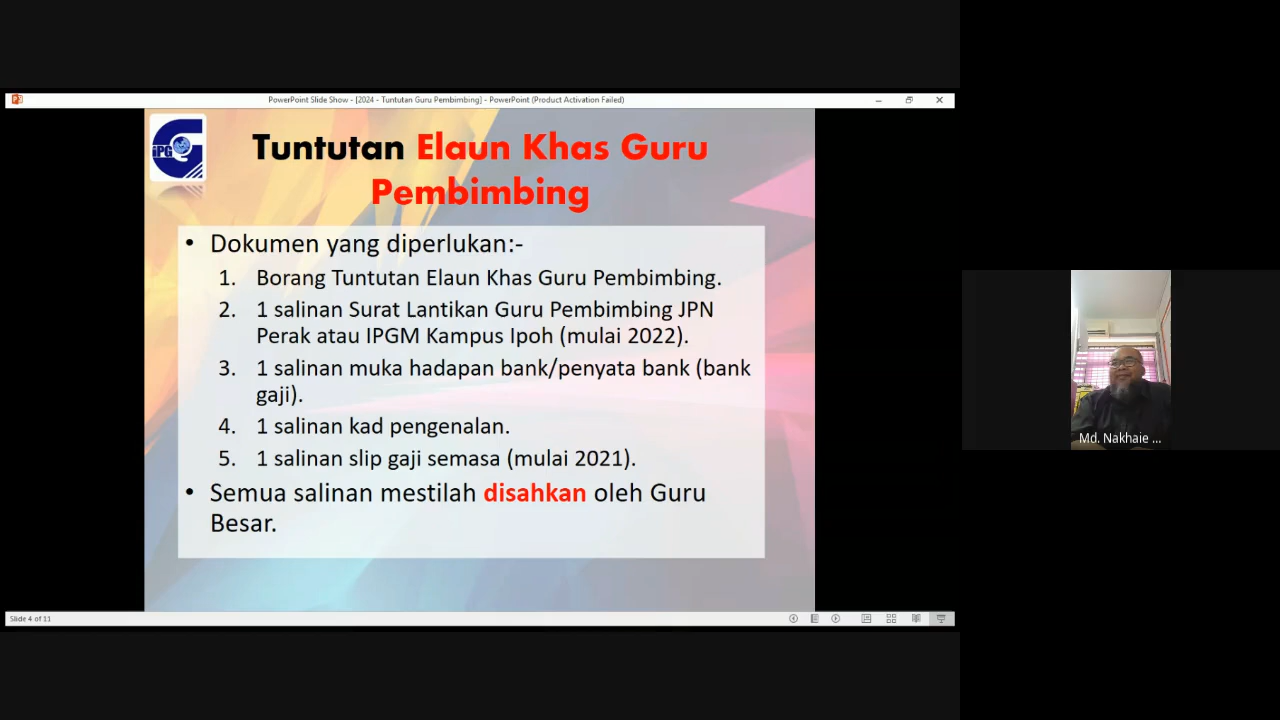 PowerPoint Slide Show - [2024 - Tuntutan Guru Pembimbing] - PowerPoint (Product Activation Failed)
iPG
Tuntutan Elaun Khas Guru
Pembimbing
• Dokumen yang diperlukan:-
1. Borang Tuntutan Elaun Khas Guru Pembimbing.
2. 1 salinan Surat Lantikan Guru Pembimbing JPN
Perak atau IPGM Kampus Ipoh (mulai 2022).
3. 1 salinan muka hadapan bank/penyata bank (bank
gaji).
4. 1 salinan kad pengenalan.
5. 1 salinan slip gaji semasa (mulai 2021).
• Semua salinan mestilah disahkan oleh Guru
Besar.
Md. Nakhaie ...
Slide 4 of 11